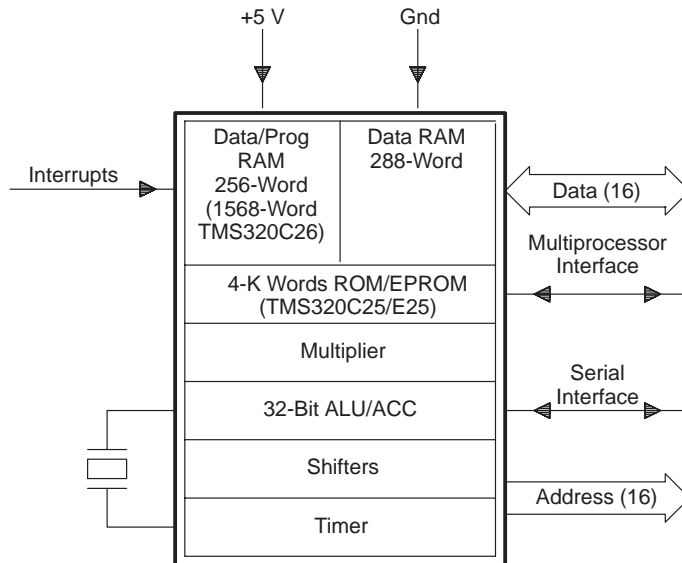 +5 V
Gnd
Interrupts
Data/Prog
RAM
256-Word
(1568-Word
TMS320C26)
Data RAM
288-Word
Data (16)
Multiprocessor
Interface
4-K Words ROM/EPROM
(TMS320C25/E25)
Multiplier
32-Bit ALU/ACC
Serial
Interface
Shifters
Address (16)
Timer